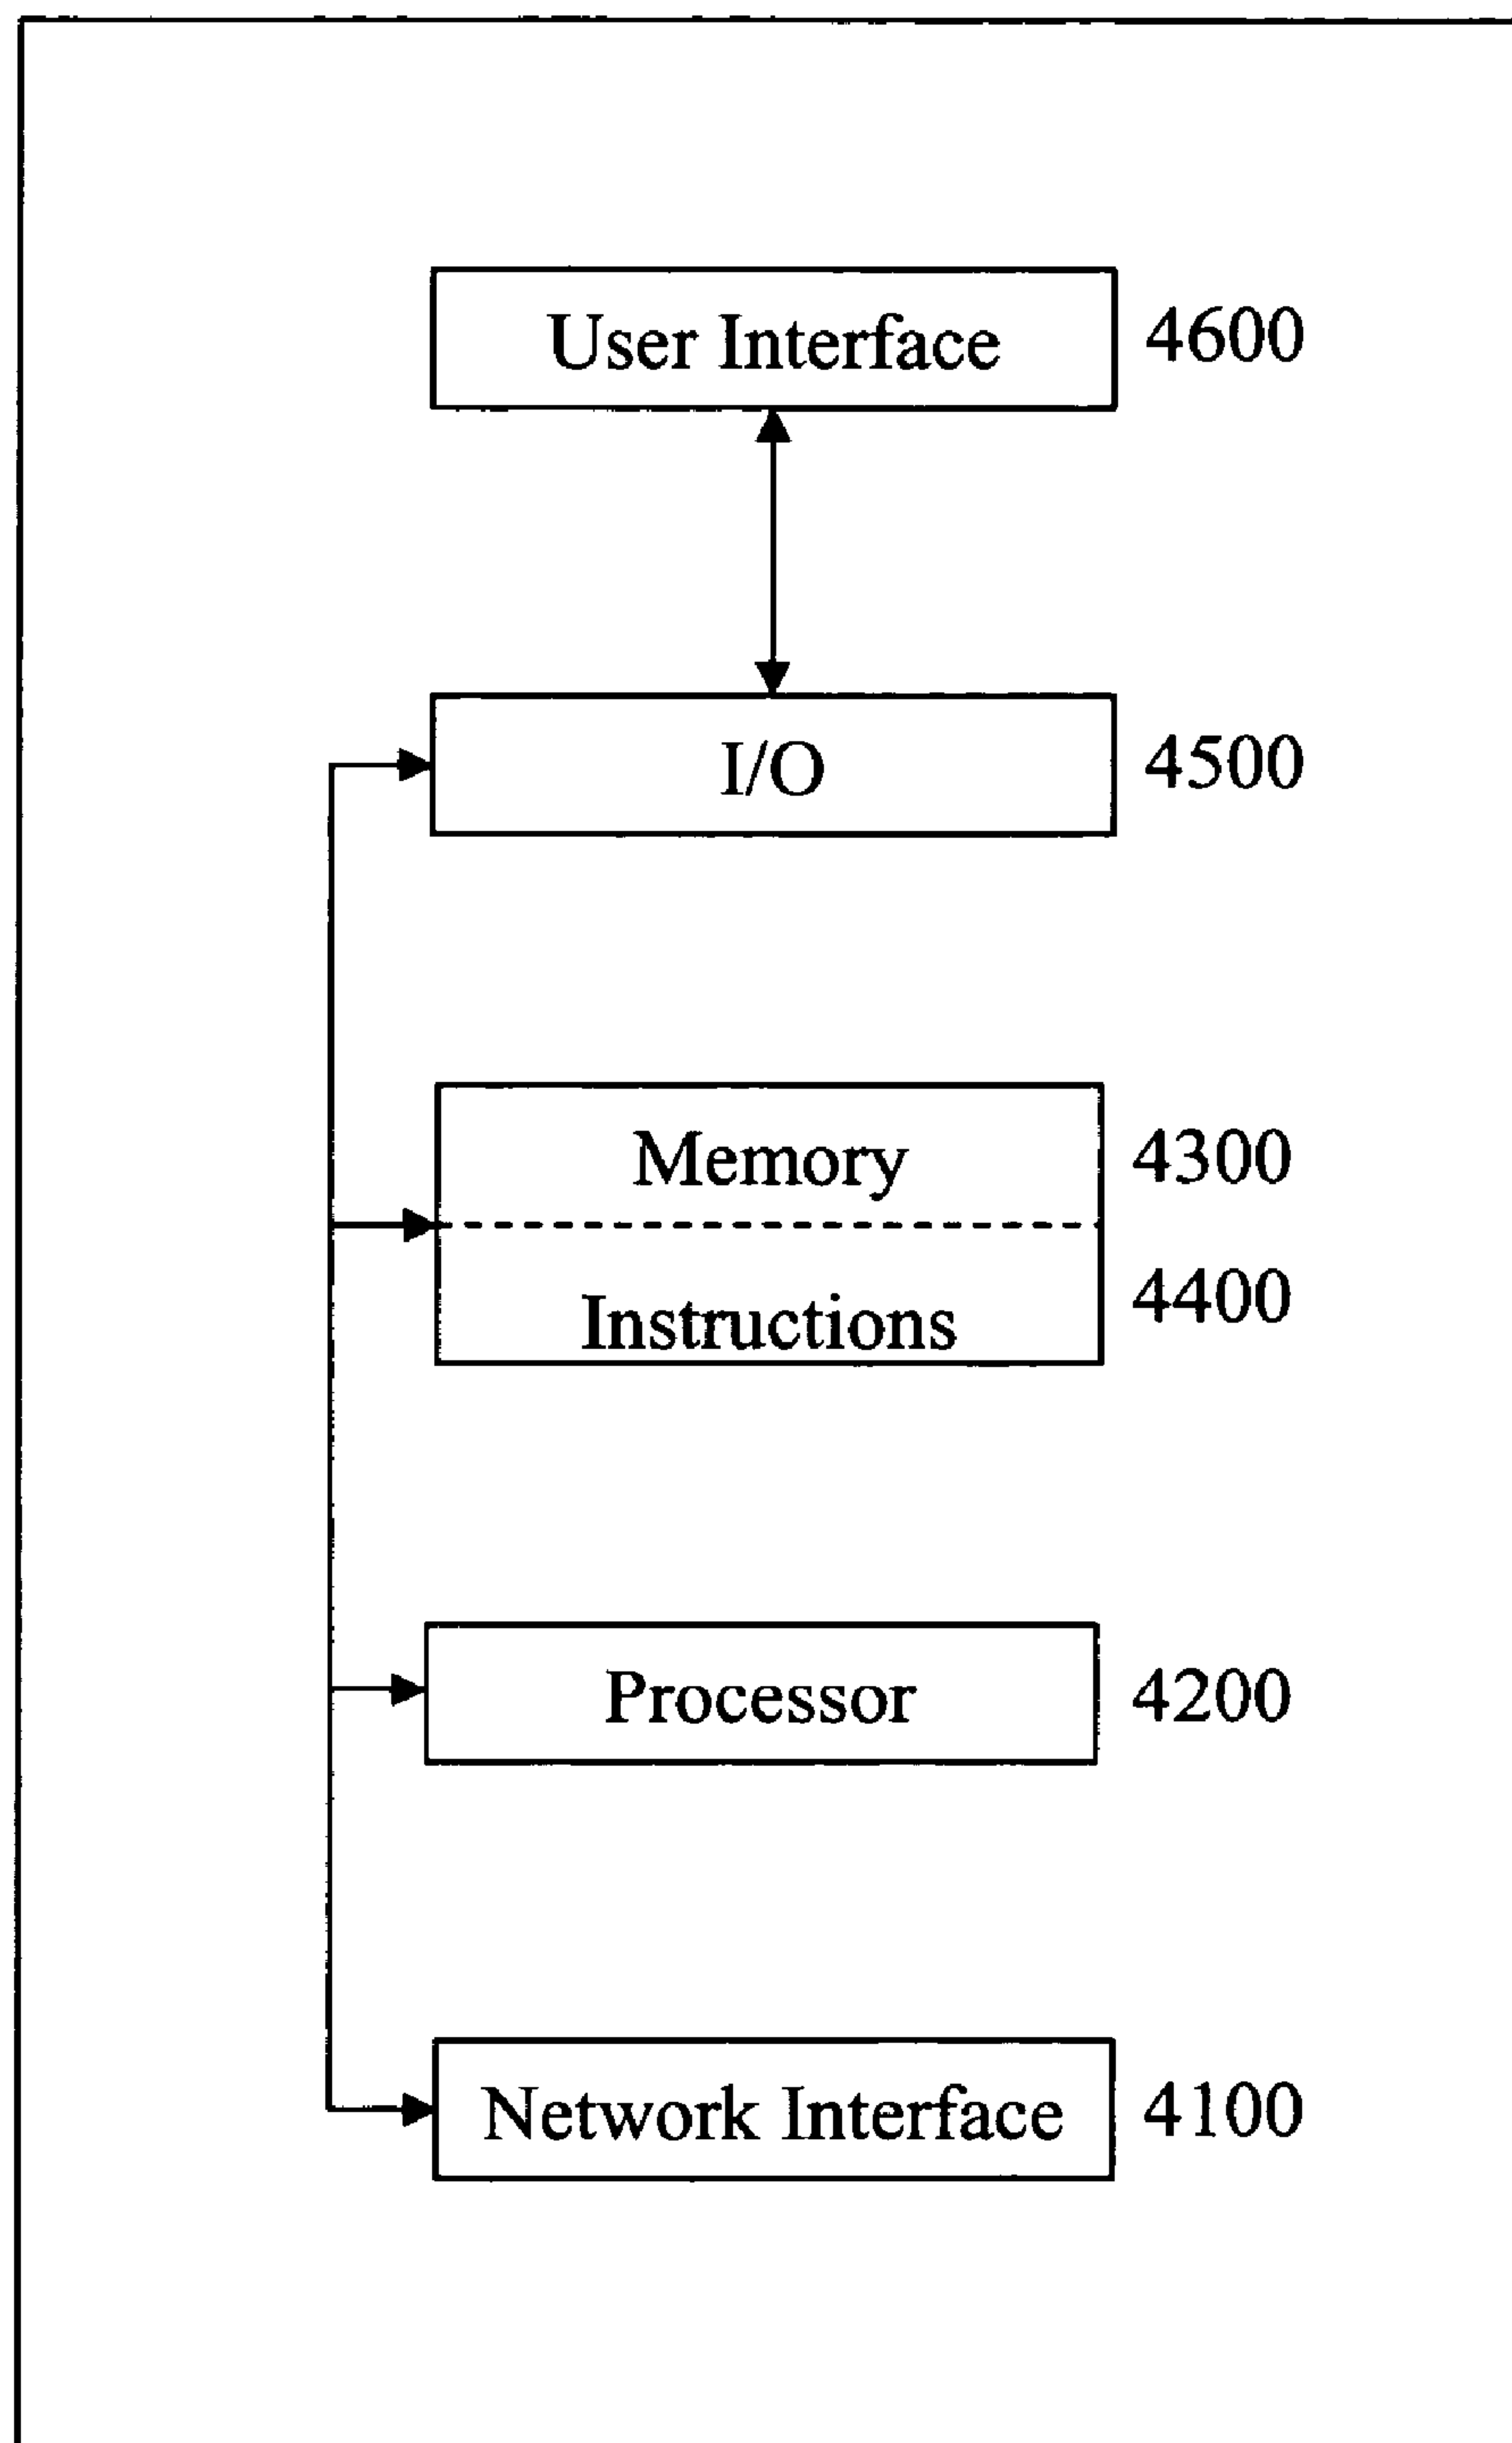 User Interface 4600
I/O 4500
Memory 4300
Instructions 4400
Processor 4200
Network Interface 4100